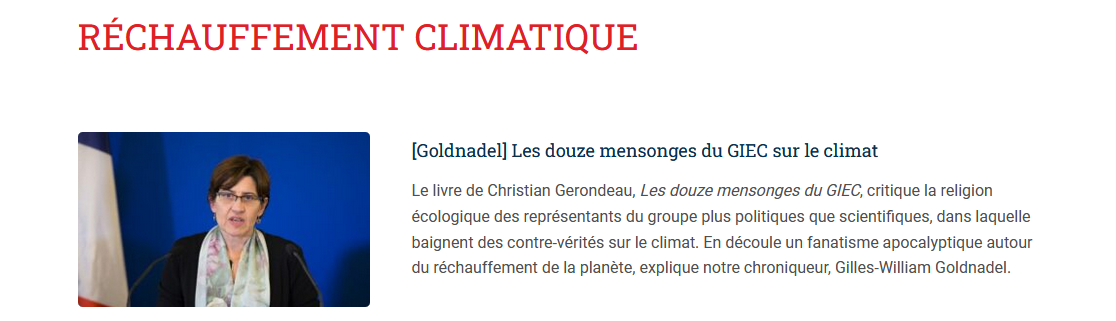 RÉCHAUFFEMENT CLIMATIQUE
[Goldnadel] Les douze mensonges du GIEC sur le climat
Le livre de Christian Gerondeau, Les douze mensonges du GIEC, critique la religion
écologique des représentants du groupe plus politiques que scientifiques, dans laquelle
baignent des contre-vérités sur le climat. En découle un fanatisme apocalyptique autour
du réchauffement de la planète, explique notre chroniqueur, Gilles-William Goldnadel.